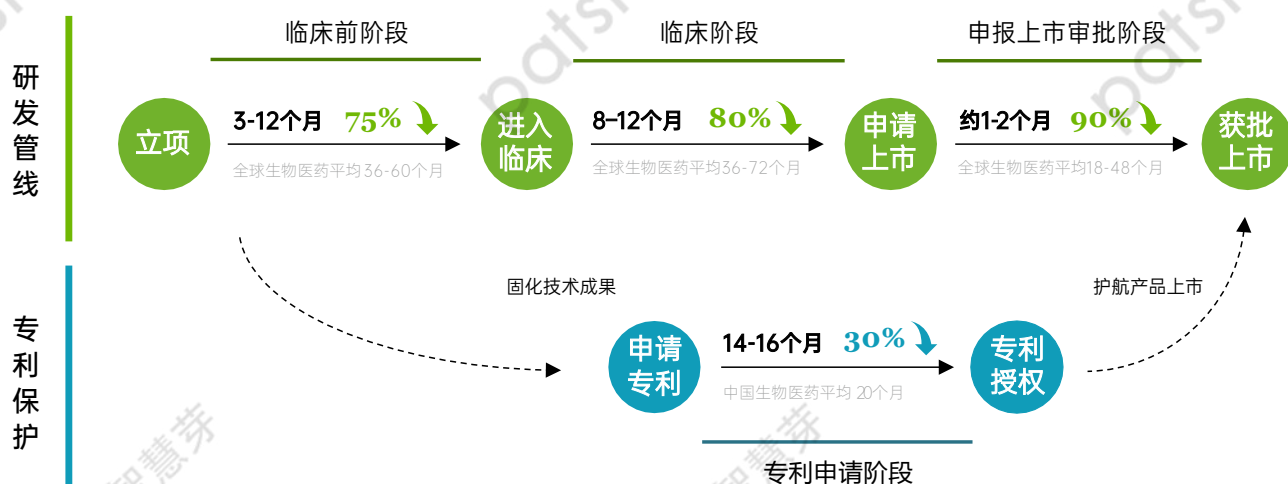 临床前阶段
临床阶段
申报上市审批阶段
研发管线
立项
3-12个月 75%
全球生物医药平均36-60个月
进入
临床
8–12个月 80%
全球生物医药平均36-72个月
申请
上市
约1-2个月 90%
全球生物医药平均18-48个月
获批
上市
固化技术成果
护航产品上市
专利保护
申请
专利
14-16个月 30%
中国生物医药平均 20个月
专利
授权
专利申请阶段
智慧芽
智慧芽